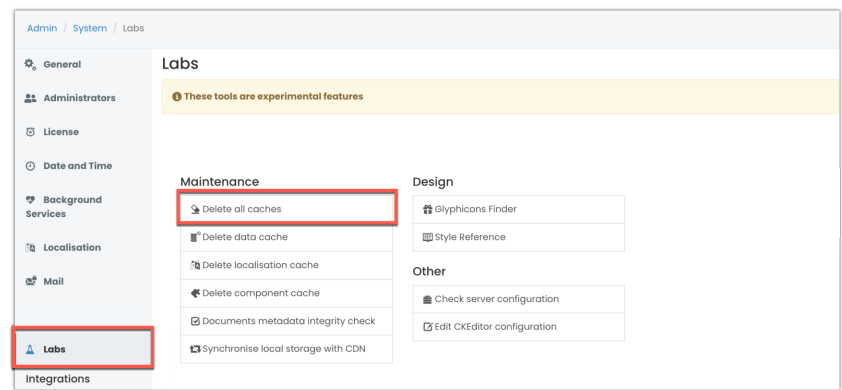 Admin / System / Labs
General
Administrators
License
Date and Time
Background
Services
Localisation
Mail
Labs
Integrations
Labs
These tools are experimental features
Maintenance
Delete all caches
Delete data cache
Delete localisation cache
Delete component cache
Documents metadata integrity check
Synchronise local storage with CDN
Design
Glyphicons Finder
Style Reference
Other
Check server configuration
Edit CKEditor configuration